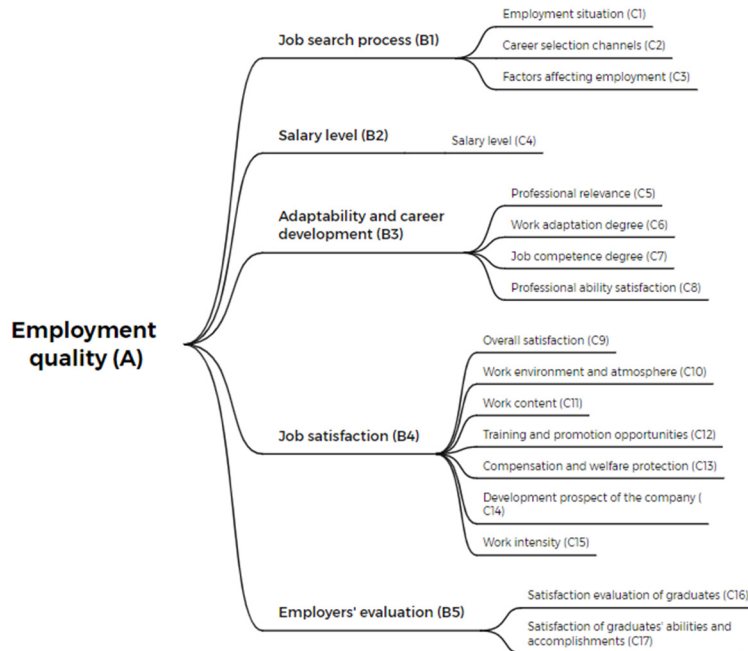 Employment situation (C1)
Job search process (B1)
Career selection channels (C2)
Factors affecting employment (C3)
Salary level (B2)
Salary level (C4)
Professional relevance (C5)
Adaptability and career
development (B3)
Work adaptation degree (C6)
Job competence degree (C7)
Professional ability satisfaction (C8)
Employment
quality (A)
Overall satisfaction (C9)
Work environment and atmosphere (C10)
Work content (C11)
Job satisfaction (B4)
Training and promotion opportunities (C12)
Compensation and welfare protection (C13)
Development prospect of the company (
C14)
Work intensity (C15)
Employers' evaluation (B5)
Satisfaction evaluation of graduates (C16)
Satisfaction of graduates' abilities and
accomplishments (C17)